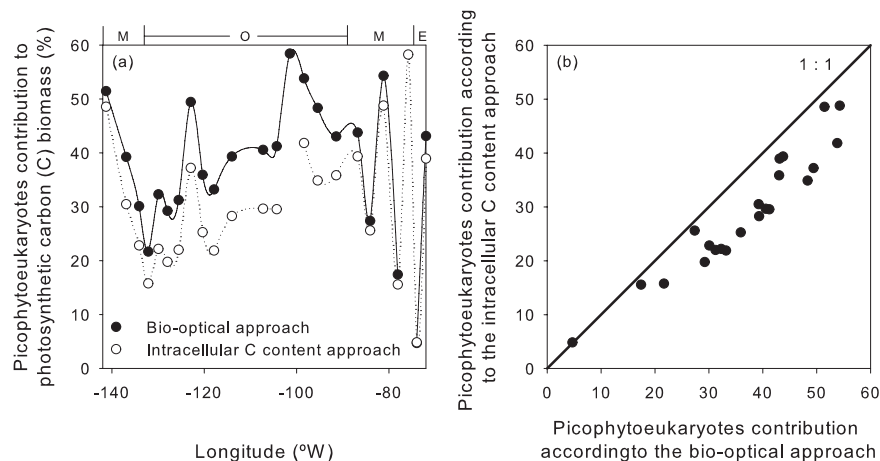 M O M E
Picophytoeukaryotes contribution to
photosynthetic carbon (C) biomass (%)
60
50
40
30
20
10
0
(a)
Bio-optical approach
Intracellular C content approach
-140 -120 -100 -80
Longitude (ºW)
Picophytoeukaryotes contribution according
to the intracellular C content approach
60
50
40
30
20
10
0
(b)
1 : 1
0 10 20 30 40 50 60
Picophytoeukaryotes contribution
accordingto the bio-optical approach